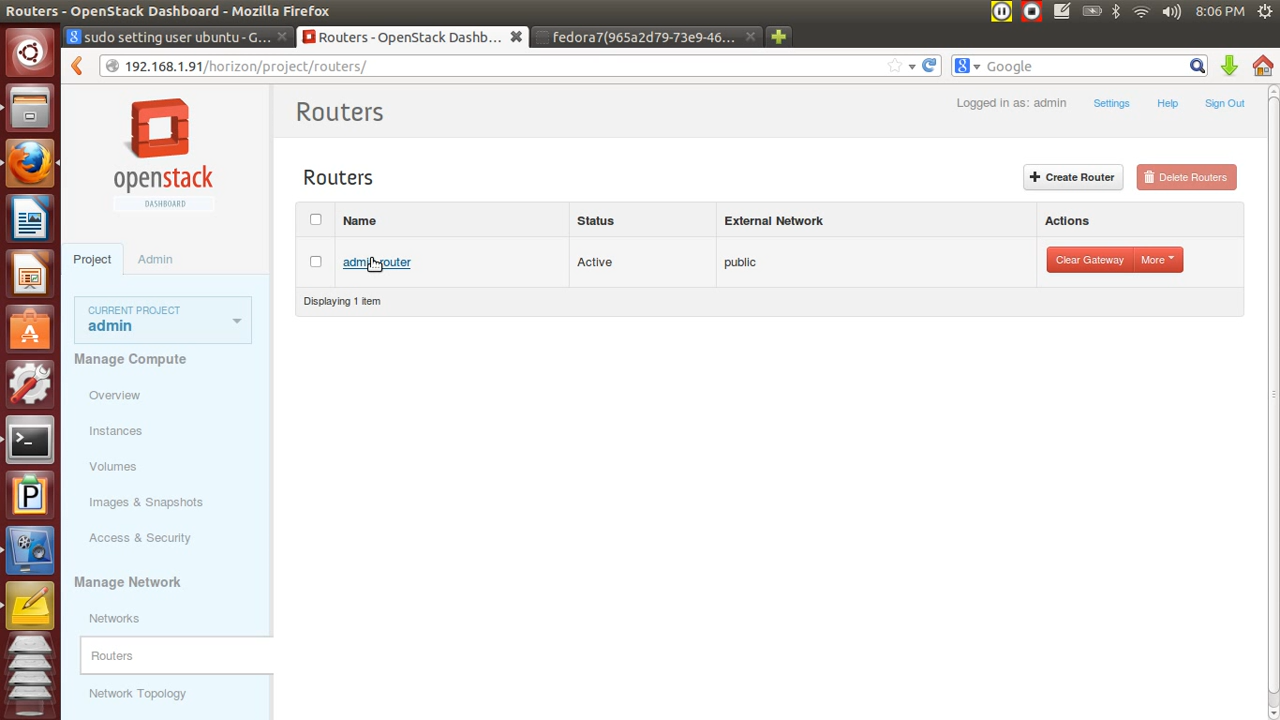 Routers - OpenStack Dashboard - Mozilla Firefox
8:06 PM
sudo setting user ubuntu - G...
Routers - OpenStack Dashb...
fedora7(965a2d79-73e9-46...
192.168.1.91/horizon/project/routers/
Google
openstack
DASHBOARD
Routers
Logged in as: admin
Settings
Help
Sign Out
Project
Admin
CURRENT PROJECT
admin
Manage Compute
Overview
Instances
Volumes
Images & Snapshots
Access & Security
Manage Network
Networks
Routers
Network Topology
Routers
Create Router
Delete Routers
Name
Status
External Network
Actions
Active
public
Clear Gateway
More
Displaying 1 item